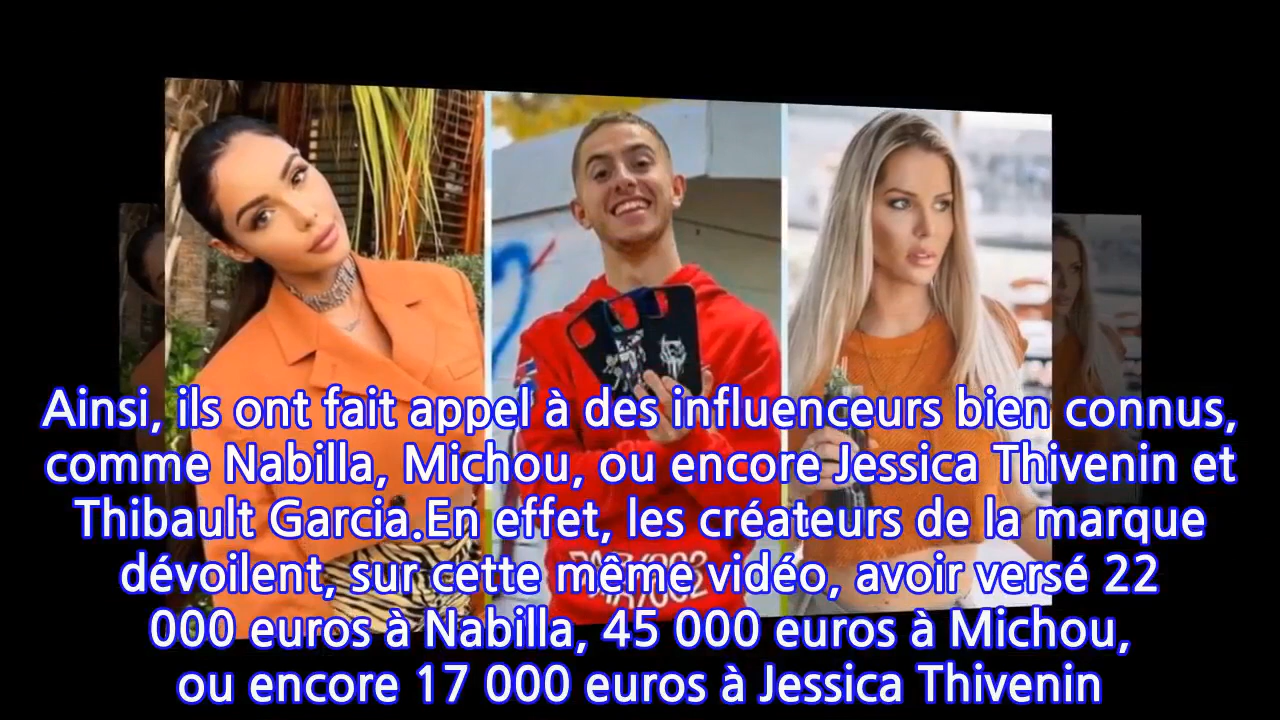 Ainsi, ils ont fait appel à des influenceurs bien connus,
comme Nabilla, Michou, ou encore Jessica Thivenin et
Thibault Garcia.En effet, les créateurs de la marque
dévoilent, sur cette même vidéo, avoir versé 22
000 euros à Nabilla, 45 000 euros à Michou,
ou encore 17 000 euros à Jessica Thivenin